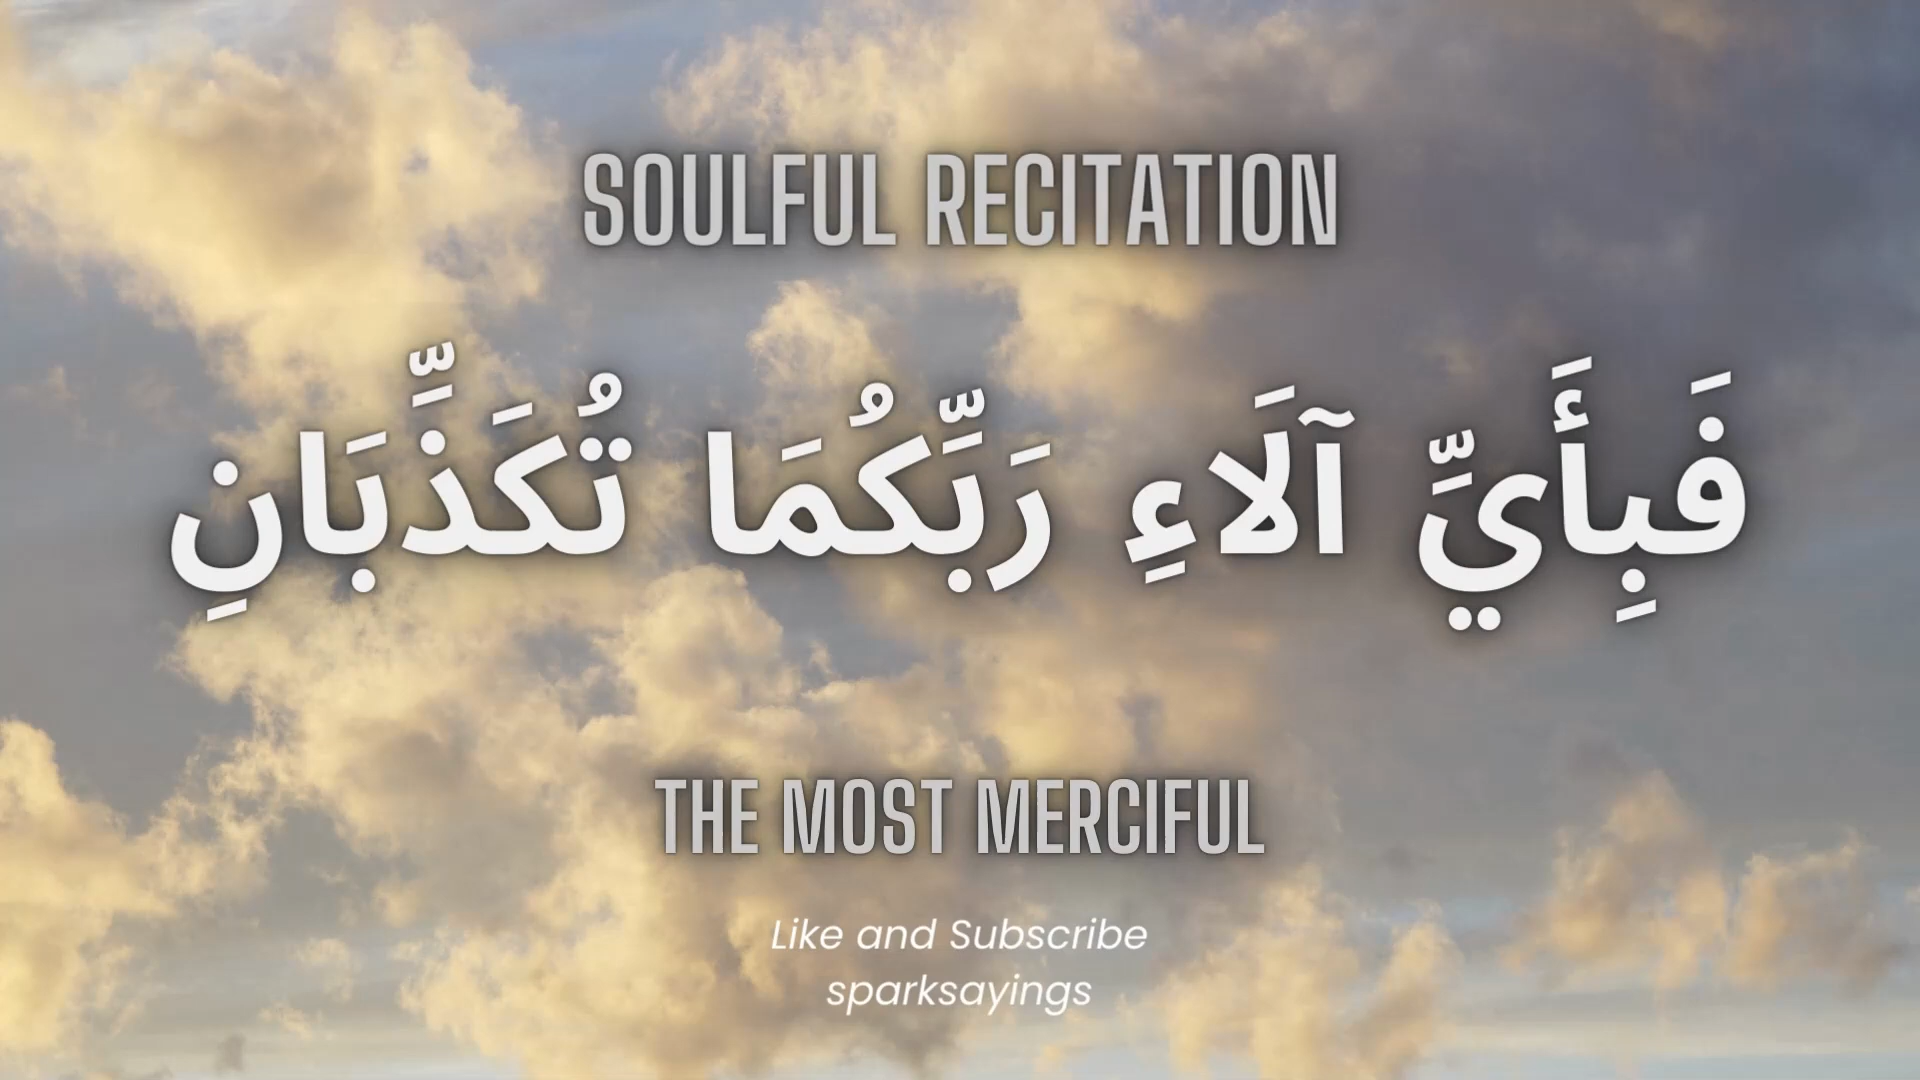 SOULFUL RECITATION
فَبِأَيِّ آلَاءِ رَبِّكُمَا تُكَذِّبَانِ
THE MOST MERCIFUL
Like and Subscribe
sparksayings